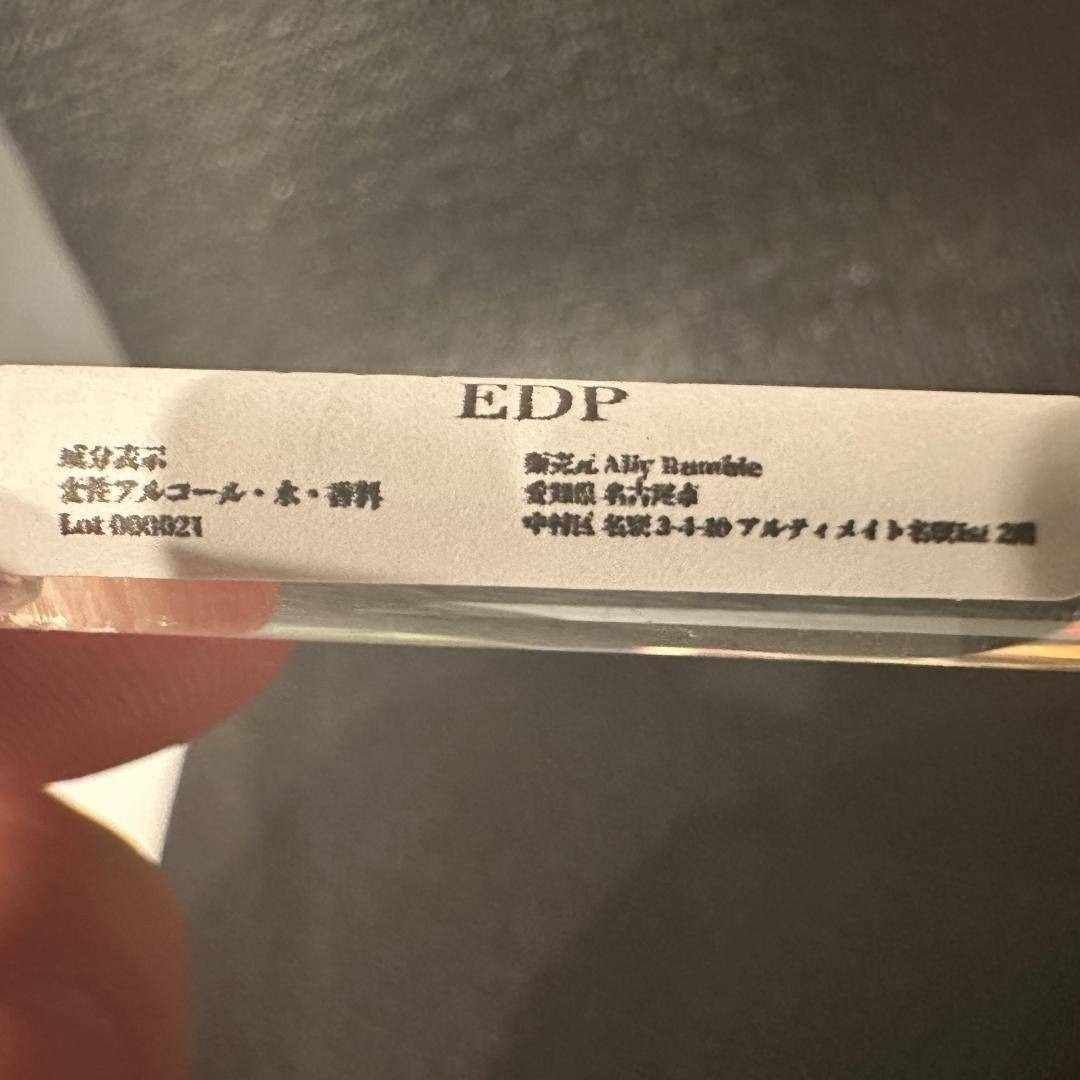 EDP
成分表示
変性アルコール・水・香料
Lot 000021
販売元 Ally Rumble
愛知県 名古屋市
中村区 名駅 3-4-10 アルティメイト名駅1st 2階